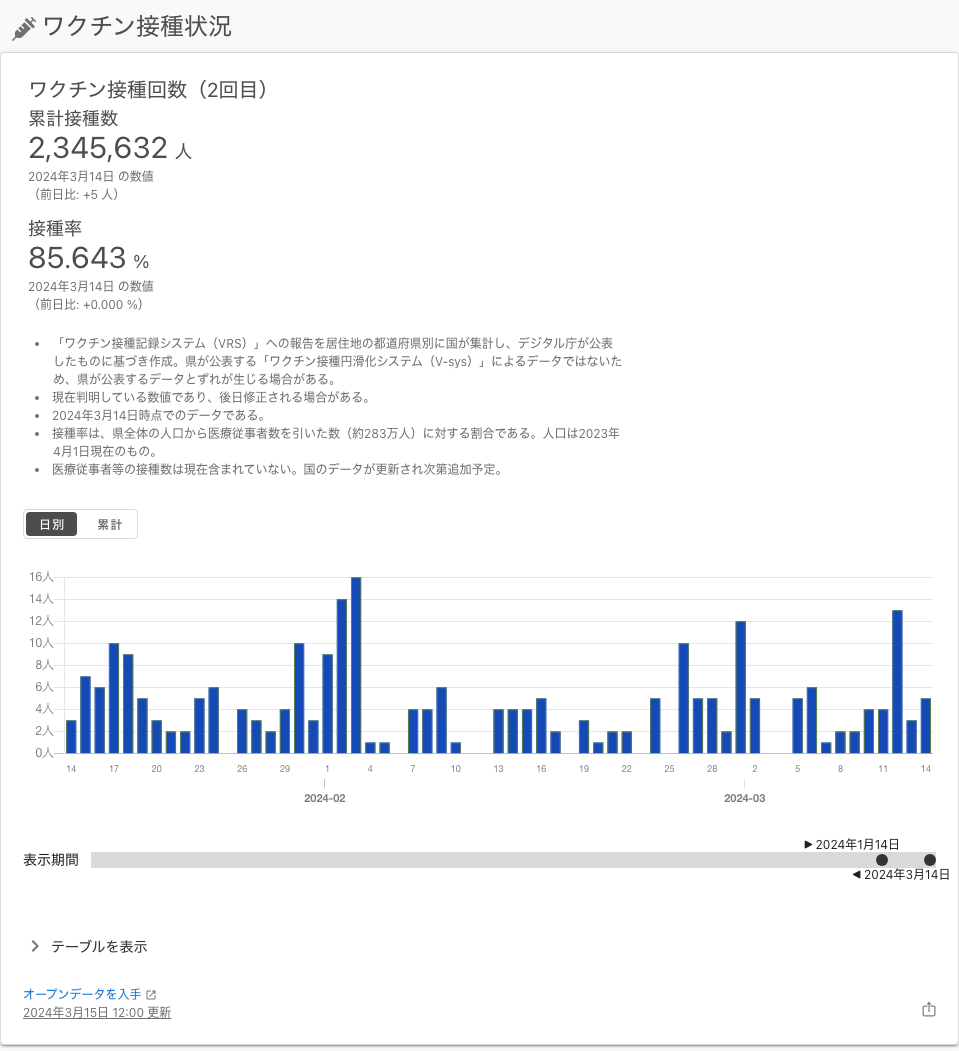 ワクチン接種状況
ワクチン接種回数（2回目）
累計接種数
2,345,632 人
2024年3月14日 の数値
（前日比: +5 人）
接種率
85.643 %
2024年3月14日 の数値
（前日比: +0.000 %）
• 「ワクチン接種記録システム（VRS）」への報告を居住地の都道府県別に国が集計し、デジタル庁が公表
したものに基づき作成。県が公表する「ワクチン接種円滑化システム（V-sys）」によるデータではないた
め、県が公表するデータとずれが生じる場合がある。
• 現在判明している数値であり、後日修正される場合がある。
• 2024年3月14日時点でのデータである。
• 接種率は、県全体の人口から医療従事者数を引いた数（約283万人）に対する割合である。人口は2023年
4月1日現在のもの。
• 医療従事者等の接種数は現在含まれていない。国のデータが更新され次第追加予定。
日別 累計
16人
14人
12人
10人
8人
6人
4人
2人
0人
14 17 20 23 26 29 1 4 7 10 13 16 19 22 25 28 2 5 8 11 14
2024-02 2024-03
▶ 2024年1月14日
表示期間
◀ 2024年3月14日
テーブルを表示
オープンデータを入手
2024年3月15日 12:00 更新